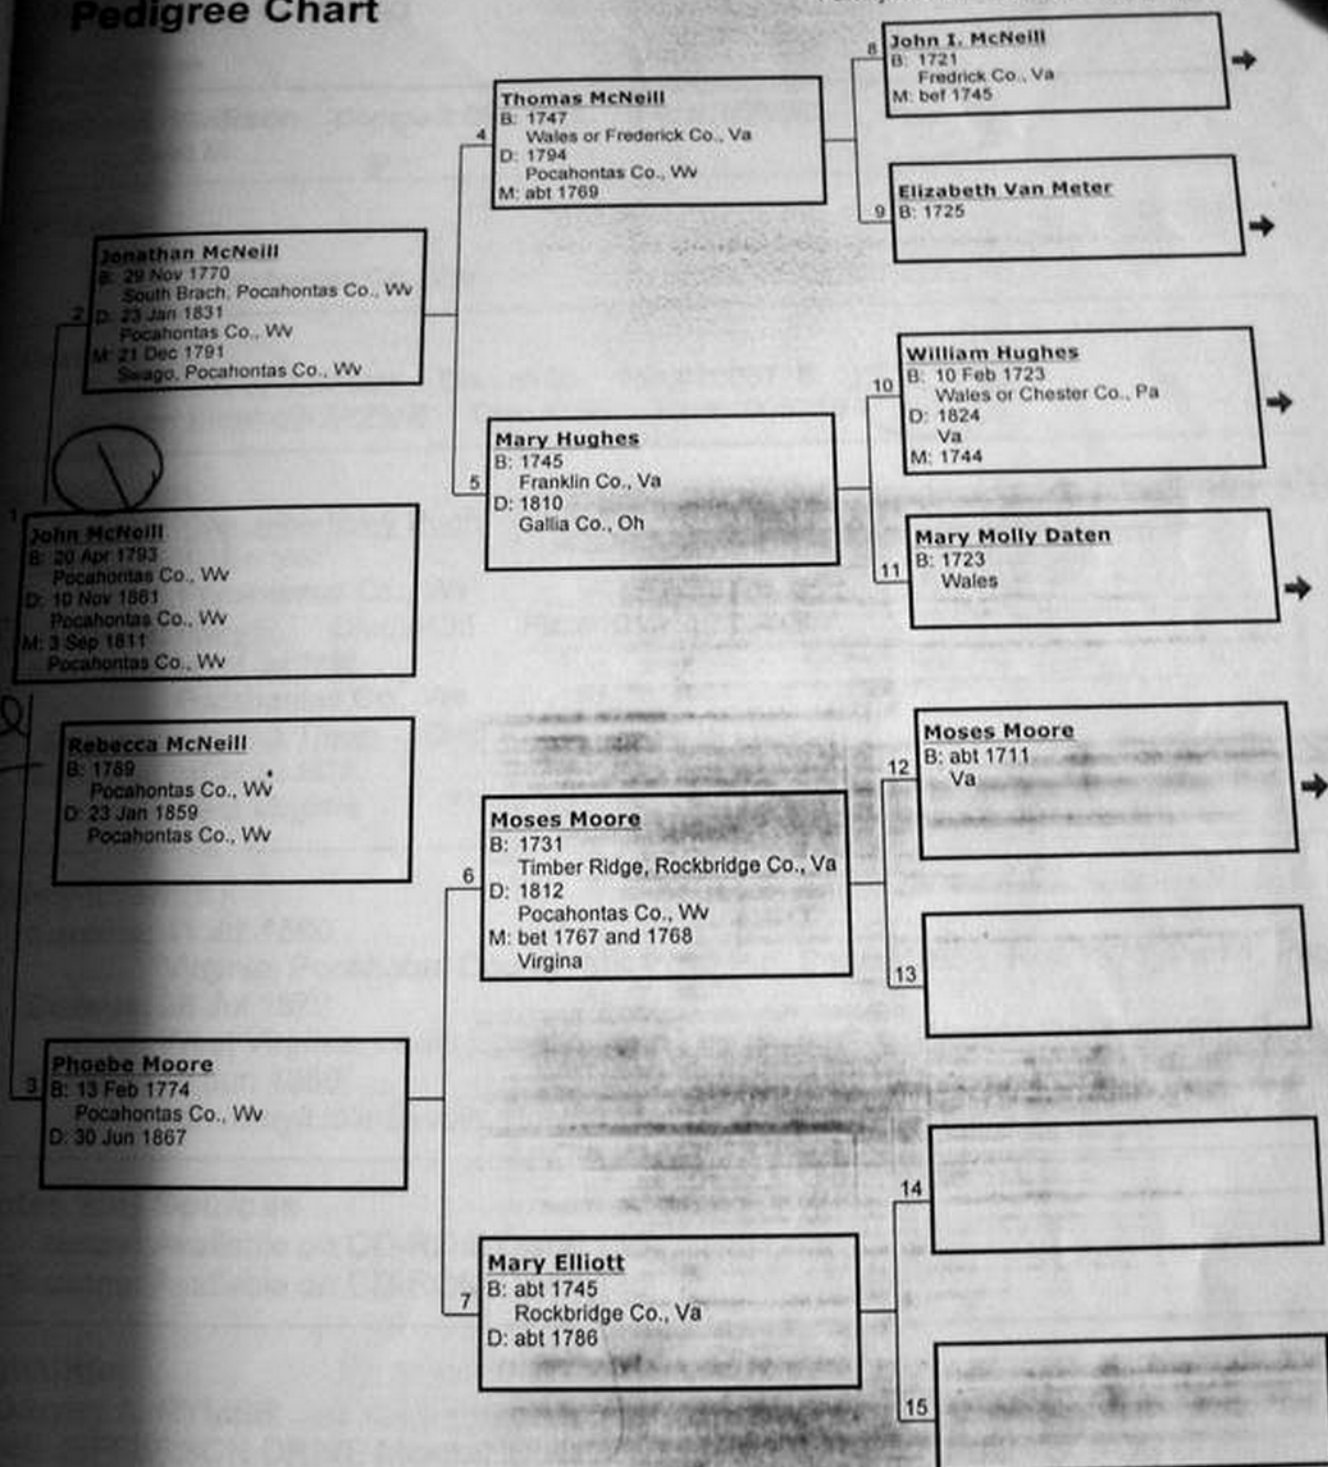 Pedigree Chart
8
John I. McNeill
B: 1721
Fredrick Co., Va
M: bef 1745
4
Thomas McNeill
B: 1747
Wales or Frederick Co., Va
D: 1794
Pocahontas Co., Wv
M: abt 1769
9
Elizabeth Van Meter
B: 1725
2
Jonathan McNeill
B: 29 Nov 1770
South Brach, Pocahontas Co., Wv
D: 23 Jan 1831
Pocahontas Co., Wv
M: 21 Dec 1791
Swago, Pocahontas Co., Wv
10
William Hughes
B: 10 Feb 1723
Wales or Chester Co., Pa
D: 1824
Va
M: 1744
5
Mary Hughes
B: 1745
Franklin Co., Va
D: 1810
Gallia Co., Oh
11
Mary Molly Daten
B: 1723
Wales
1
John McNeill
B: 20 Apr 1793
Pocahontas Co., Wv
D: 10 Nov 1861
Pocahontas Co., Wv
M: 3 Sep 1811
Pocahontas Co., Wv
Rebecca McNeill
B: 1789
Pocahontas Co., Wv
D: 23 Jan 1859
Pocahontas Co., Wv
12
Moses Moore
B: abt 1711
Va
6
Moses Moore
B: 1731
Timber Ridge, Rockbridge Co., Va
D: 1812
Pocahontas Co., Wv
M: bet 1767 and 1768
Virgina
13
3
Phoebe Moore
B: 13 Feb 1774
Pocahontas Co., Wv
D: 30 Jun 1867
14
7
Mary Elliott
B: abt 1745
Rockbridge Co., Va
D: abt 1786
15